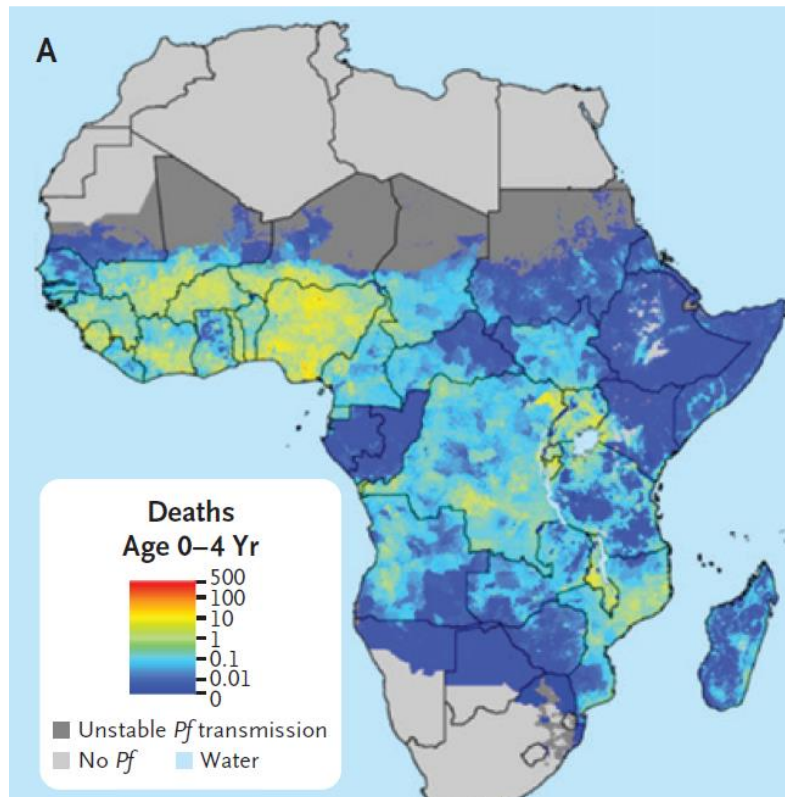 A
Deaths
Age 0–4 Yr
500
100
10
1
0.1
0.01
0
Unstable Pf transmission
No Pf Water